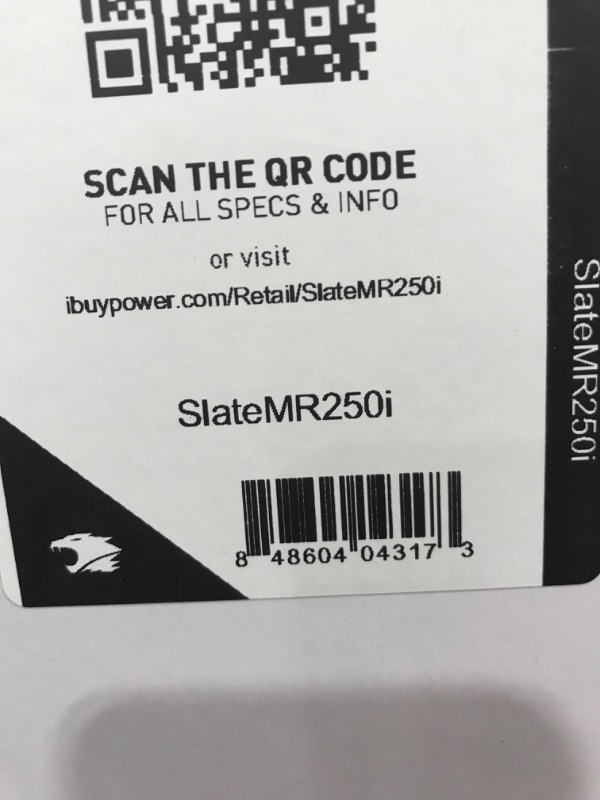 SCAN THE QR CODE
FOR ALL SPECS & INFO
or visit
ibuypower.com/Retail/SlateMR250i
SlateMR250i
8 48604 04317 3
SlateMR250i